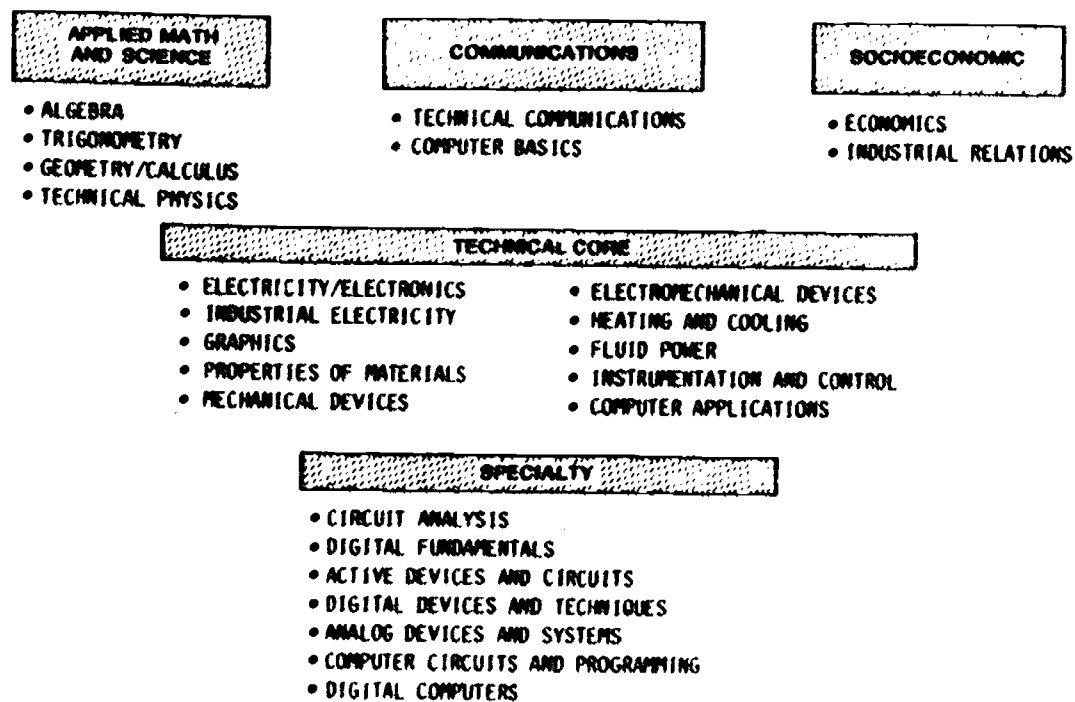 APPLIED MATH
AND SCIENCE
• ALGEBRA
• TRIGONOMETRY
• GEOMETRY/CALCULUS
• TECHNICAL PHYSICS
COMMUNICATIONS
• TECHNICAL COMMUNICATIONS
• COMPUTER BASICS
SOCIOECONOMIC
• ECONOMICS
• INDUSTRIAL RELATIONS
TECHNICAL CORE
• ELECTRICITY/ELECTRONICS
• INDUSTRIAL ELECTRICITY
• GRAPHICS
• PROPERTIES OF MATERIALS
• MECHANICAL DEVICES
• ELECTROMECHANICAL DEVICES
• HEATING AND COOLING
• FLUID POWER
• INSTRUMENTATION AND CONTROL
• COMPUTER APPLICATIONS
SPECIALTY
• CIRCUIT ANALYSIS
• DIGITAL FUNDAMENTALS
• ACTIVE DEVICES AND CIRCUITS
• DIGITAL DEVICES AND TECHNIQUES
• ANALOG DEVICES AND SYSTEMS
• COMPUTER CIRCUITS AND PROGRAMMING
• DIGITAL COMPUTERS